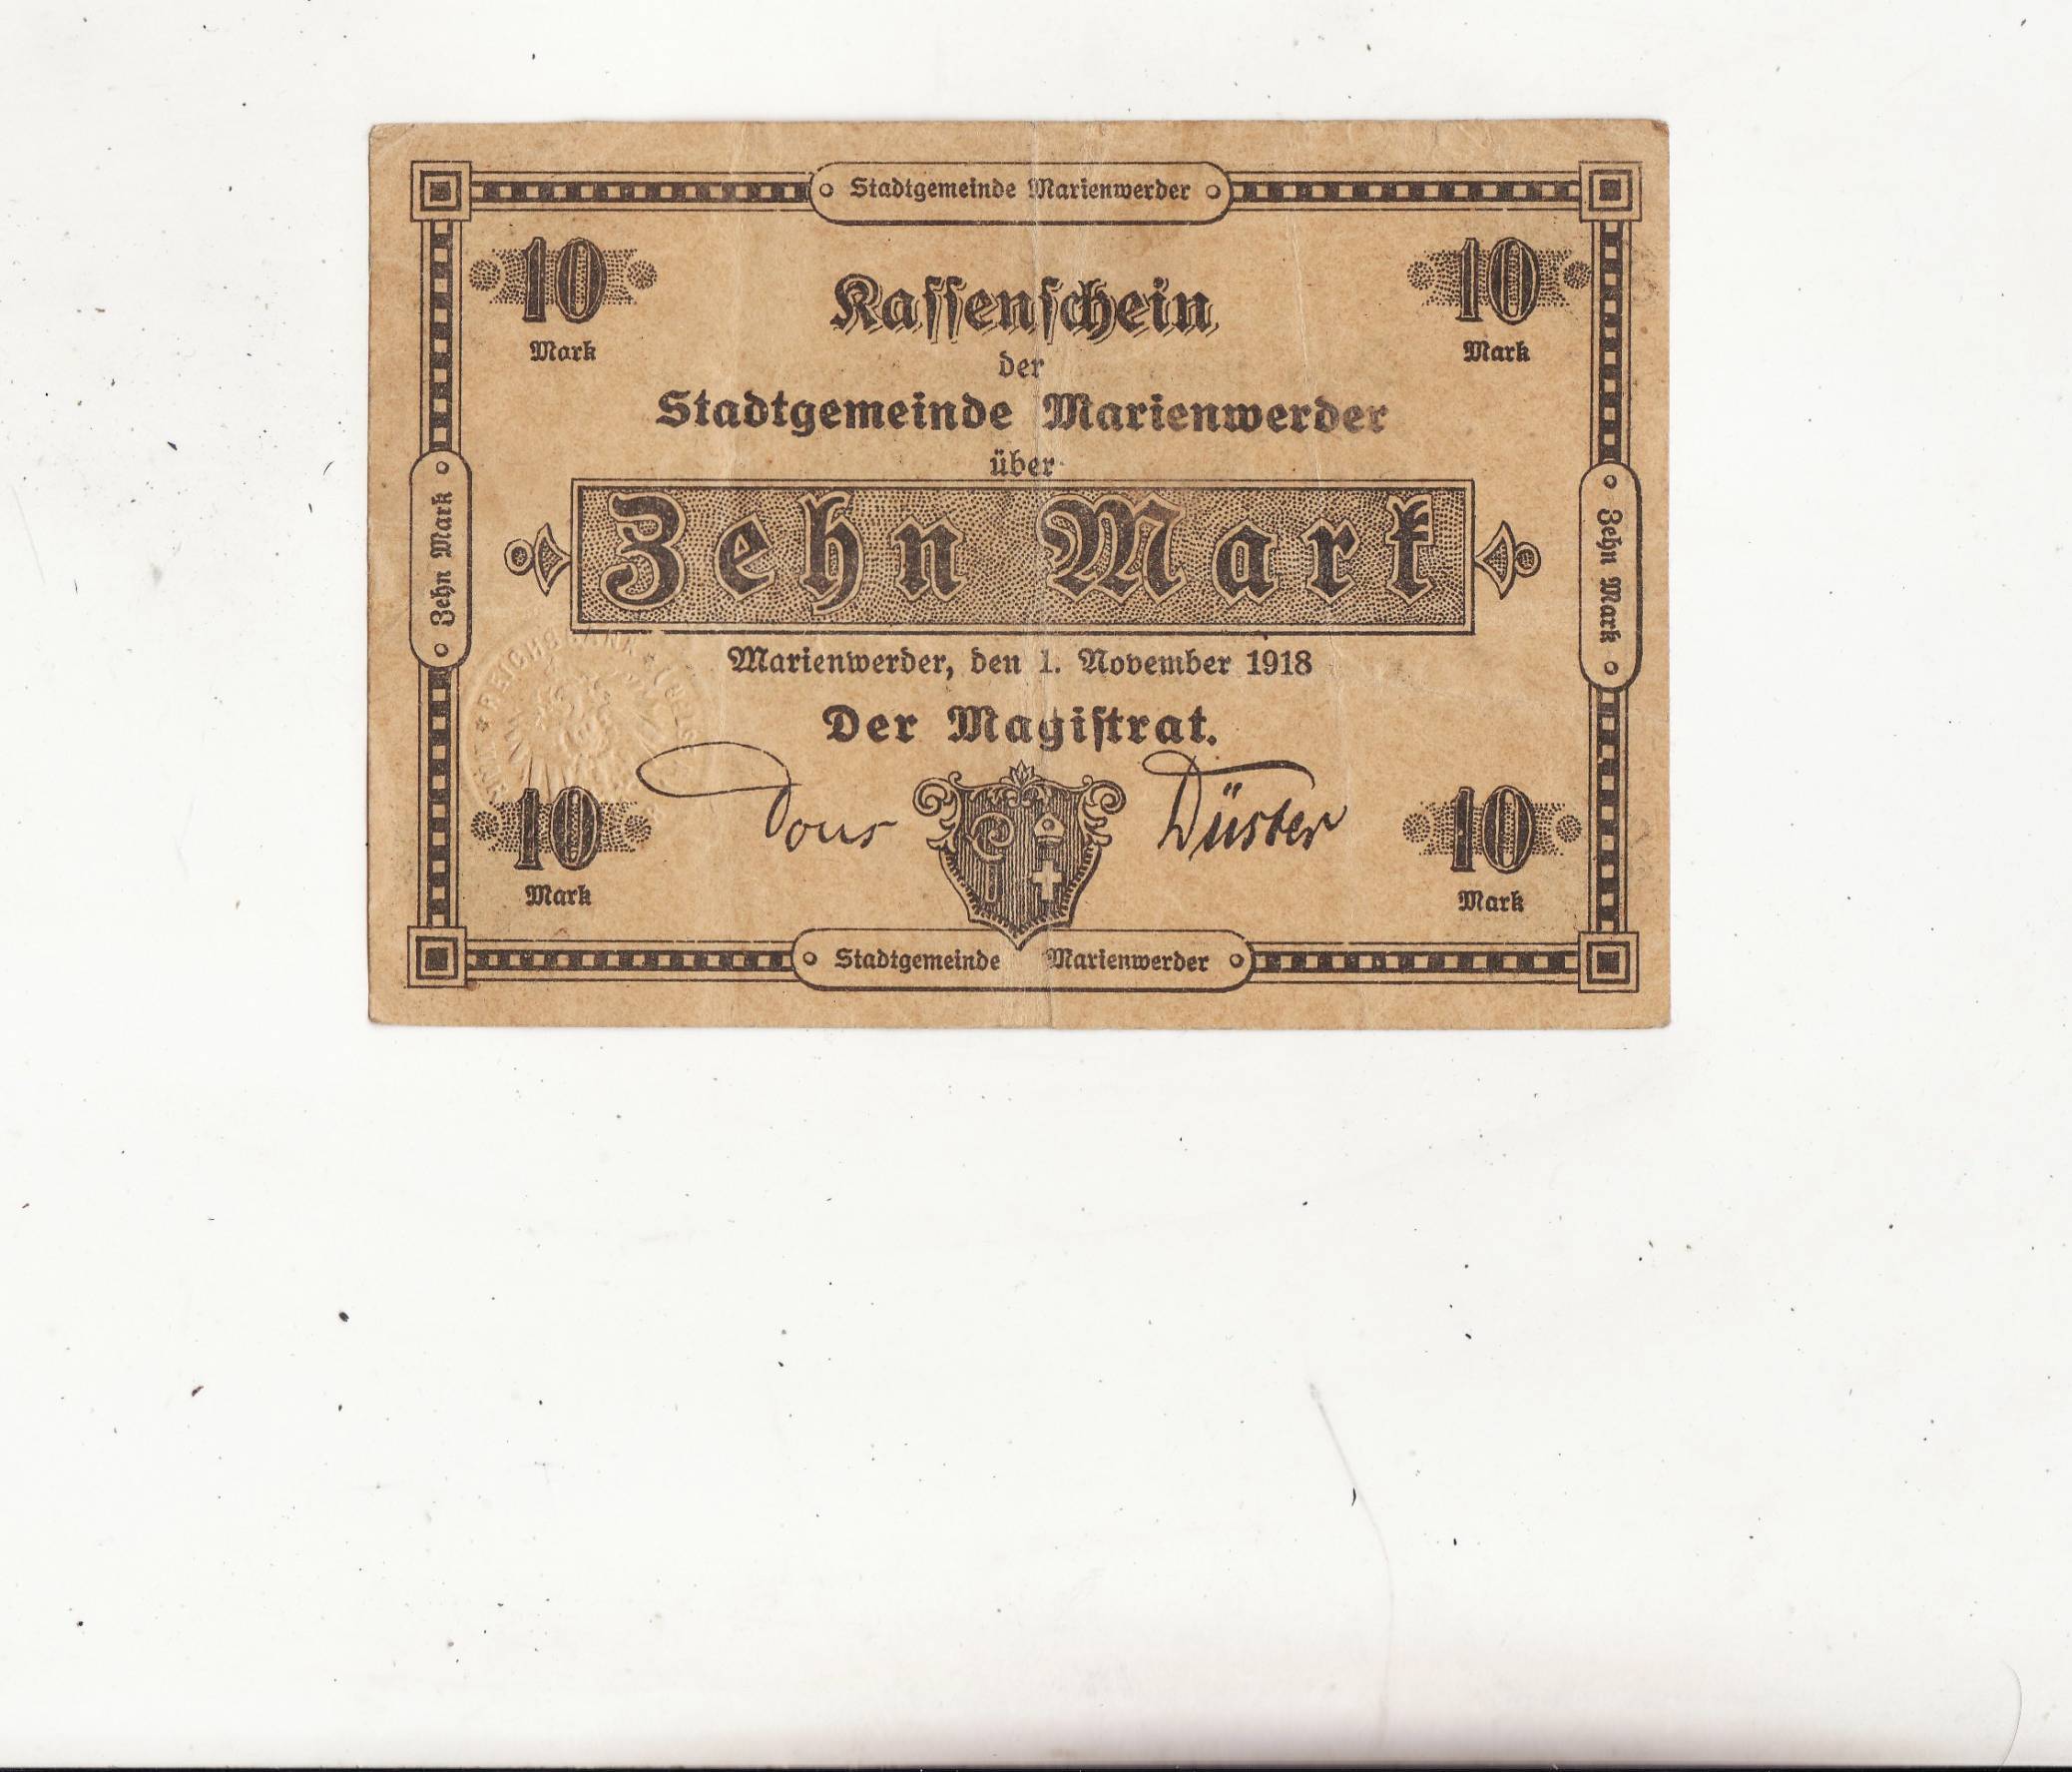 Stadtgemeinde Marienwerder
10
Mark
10
Mark
Kassenschein
der
Stadtgemeinde Marienwerder
über
Zehn Mark
Zehn Mark
Zehn Mark
Marienwerder, den 1. November 1918
Der Magistrat.
REICHSBANK
Düster
10
Mark
10
Mark
Stadtgemeinde Marienwerder